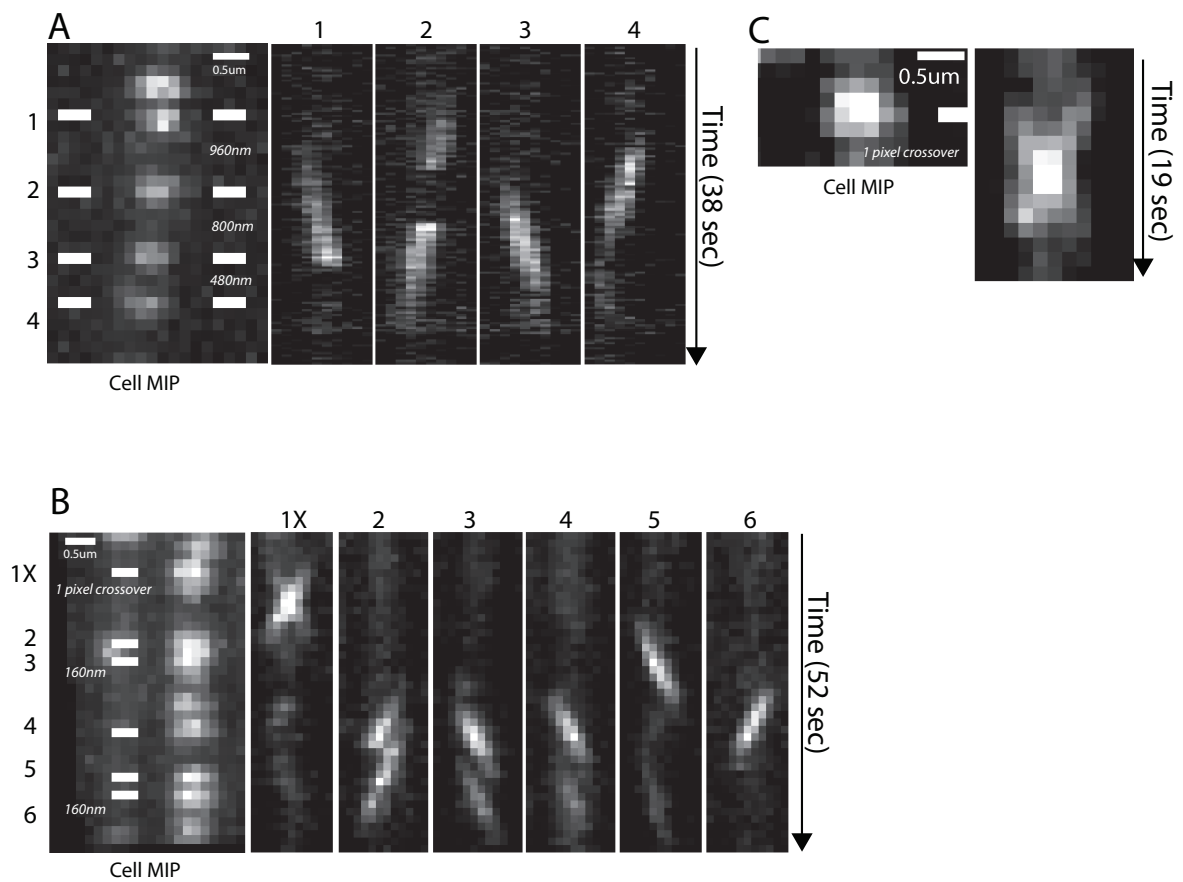 A
C
1 2 3 4
0.5um
0.5um
1
960nm
1 pixel crossover
Time (38 sec)
Time (19 sec)
2
Cell MIP
800nm
3
480nm
4
Cell MIP
B
1X 2 3 4 5 6
0.5um
1X
1 pixel crossover
2
3
160nm
Time (52 sec)
4
5
160nm
6
Cell MIP